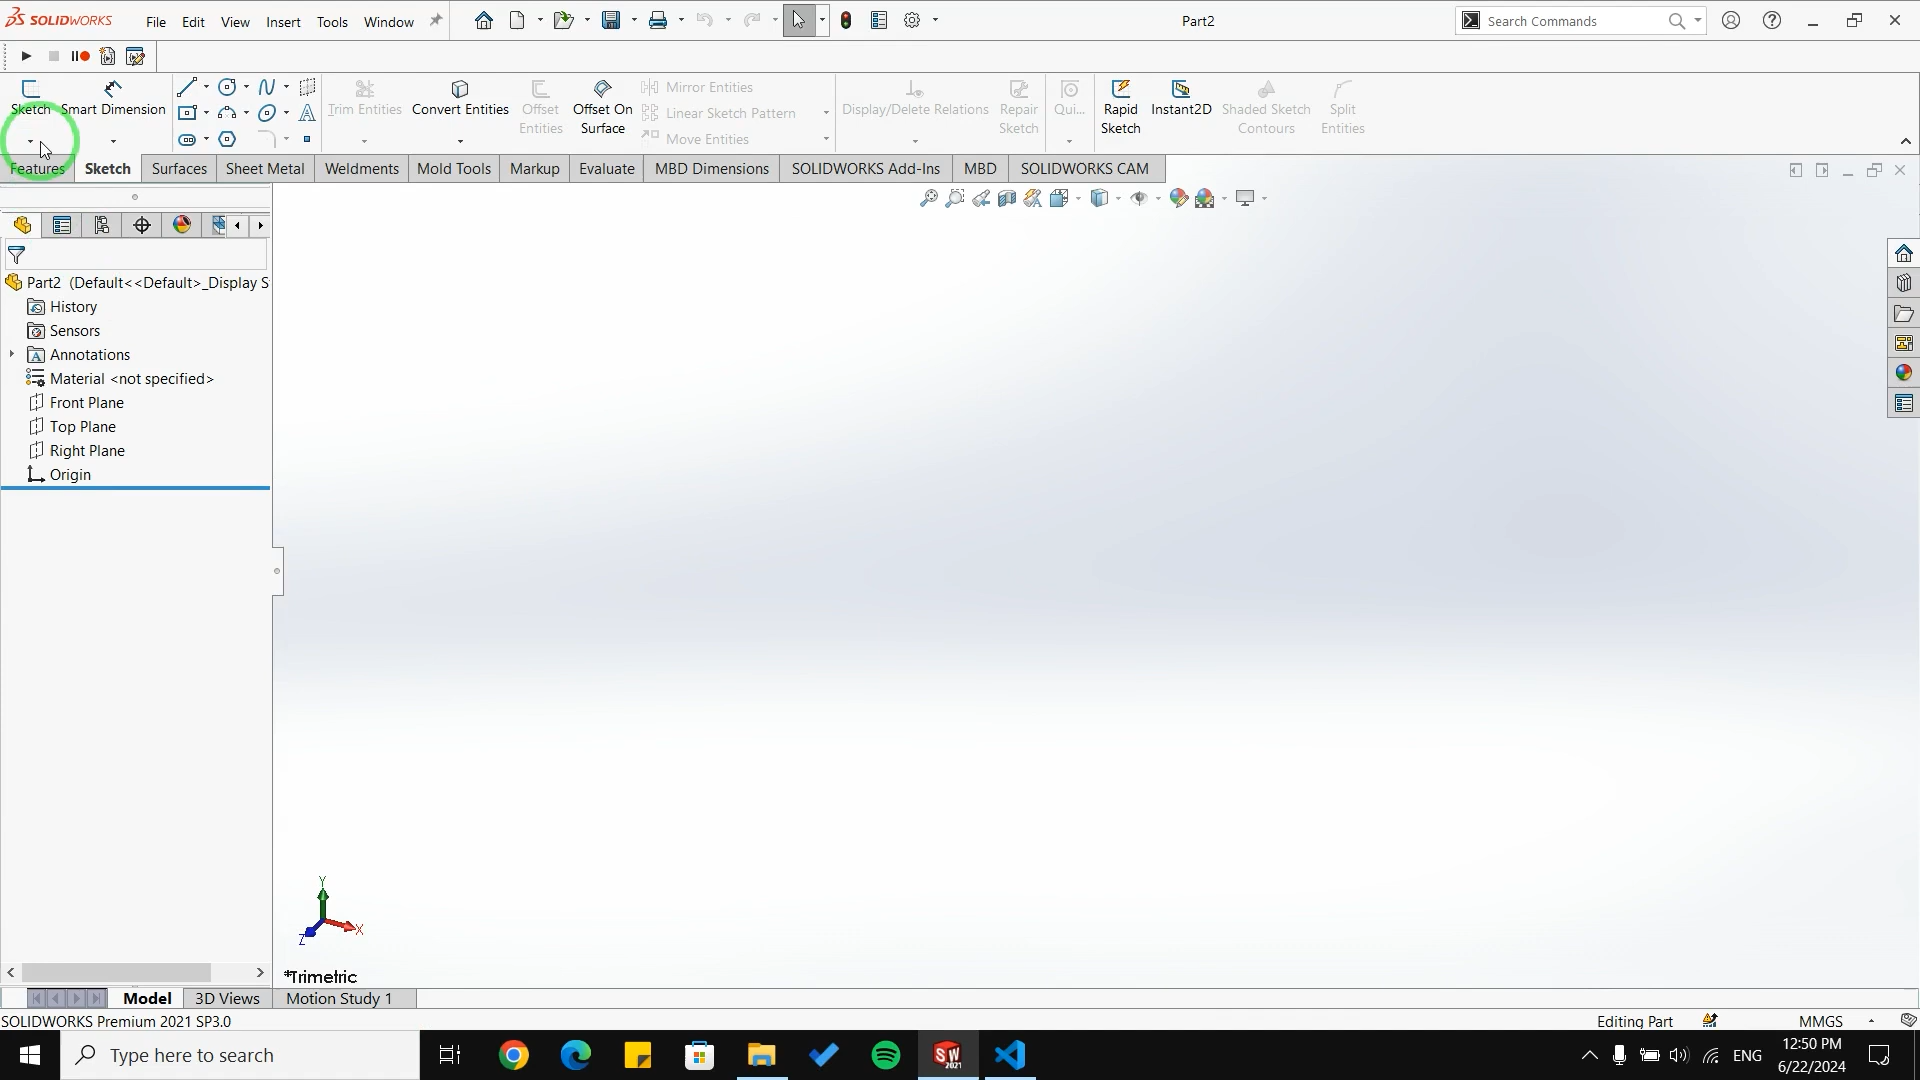 SOLIDWORKS File Edit View Insert Tools Window Part2 Search Commands
Sketch Smart Dimension Trim Entities Convert Entities Offset Entities Offset On Surface Mirror Entities Linear Sketch Pattern Move Entities Display/Delete Relations Repair Sketch Qui... Rapid Sketch Instant2D Shaded Sketch Contours Split Entities
Features Sketch Surfaces Sheet Metal Weldments Mold Tools Markup Evaluate MBD Dimensions SOLIDWORKS Add-Ins MBD SOLIDWORKS CAM
Part2 (Default<<Default>_Display S
History
Sensors
Annotations
Material <not specified>
Front Plane
Top Plane
Right Plane
Origin
Y
X
Z
*Trimetric
Model 3D Views Motion Study 1
SOLIDWORKS Premium 2021 SP3.0 Editing Part MMGS
Type here to search SW 2021 ENG 12:50 PM
6/22/2024